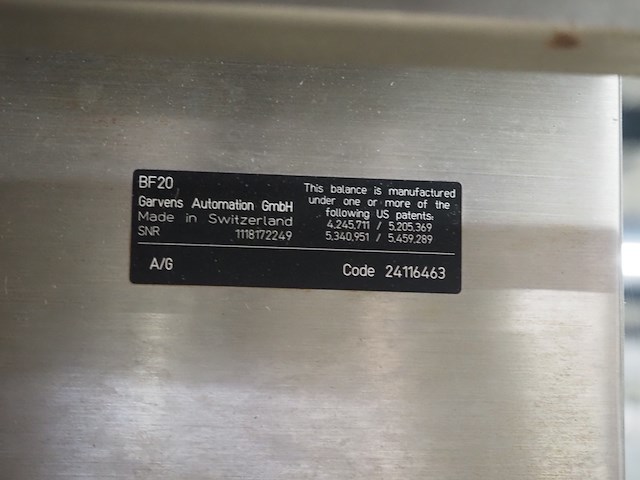 BF20
Garvens Automation GmbH
Made in Switzerland
SNR 1118172249
This balance is manufactured
under one or more of the
following US patents:
4,245,711 / 5,205,369
5,340,951 / 5,459,289
A/G Code 24116463